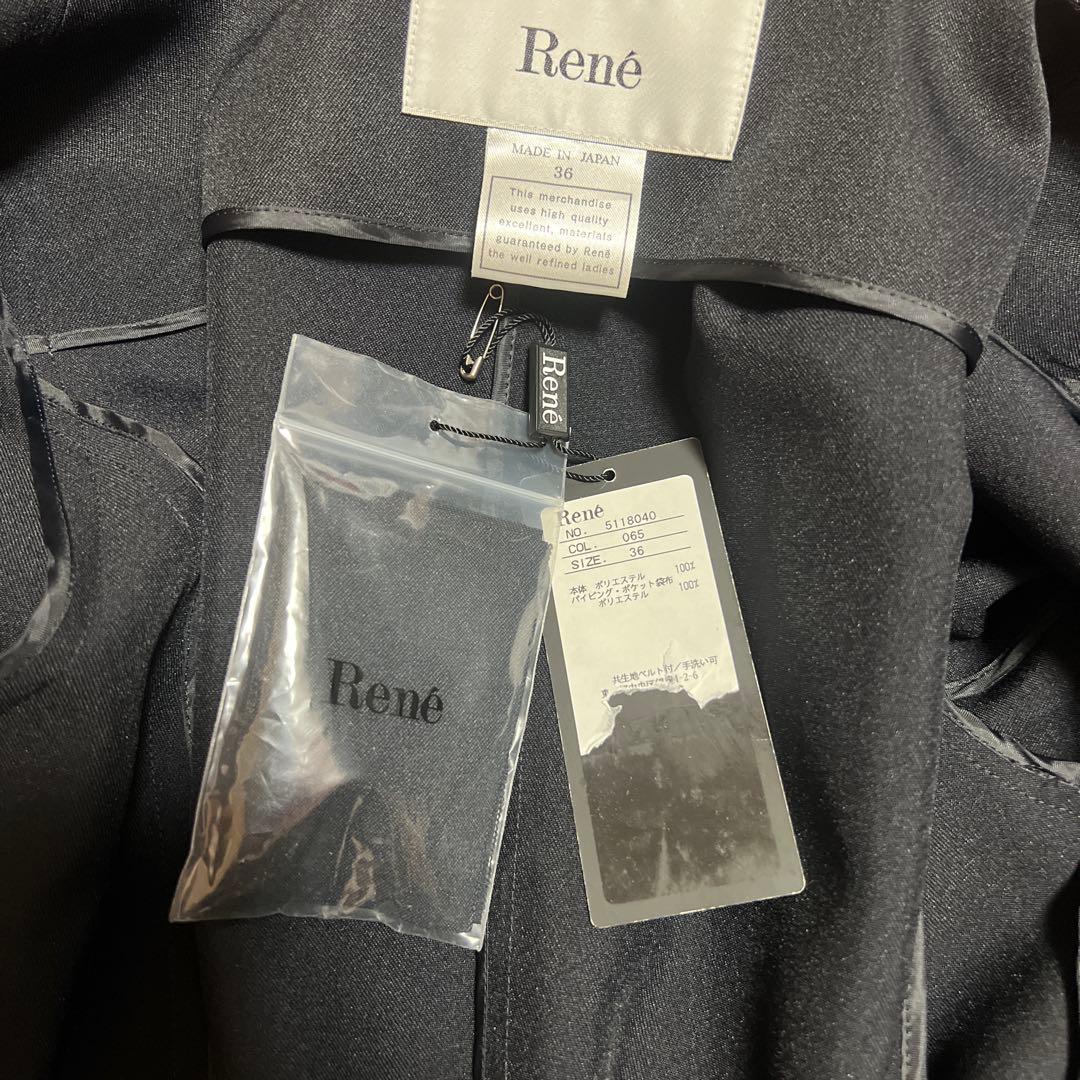 René
MADE IN JAPAN
36
This merchandise
uses high quality
excellent, materials
guaranteed by René
the well refined ladies
René
René
NO. 5118040
COL. 065
SIZE. 36
本体 ポリエステル 100%
パイピング・ポケット袋布
ポリエステル 100%
共生地ベルト付/手洗い可
1-2-6
René